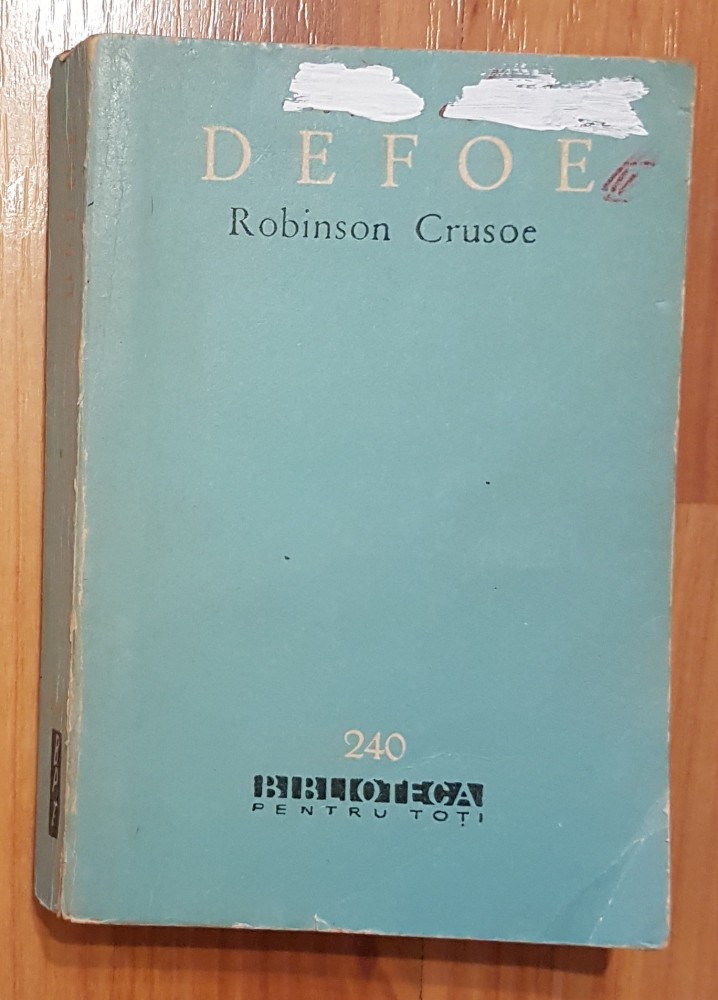 DEFOE
Robinson Crusoe
240
BIBLIOTECA
PENTRU TOȚI